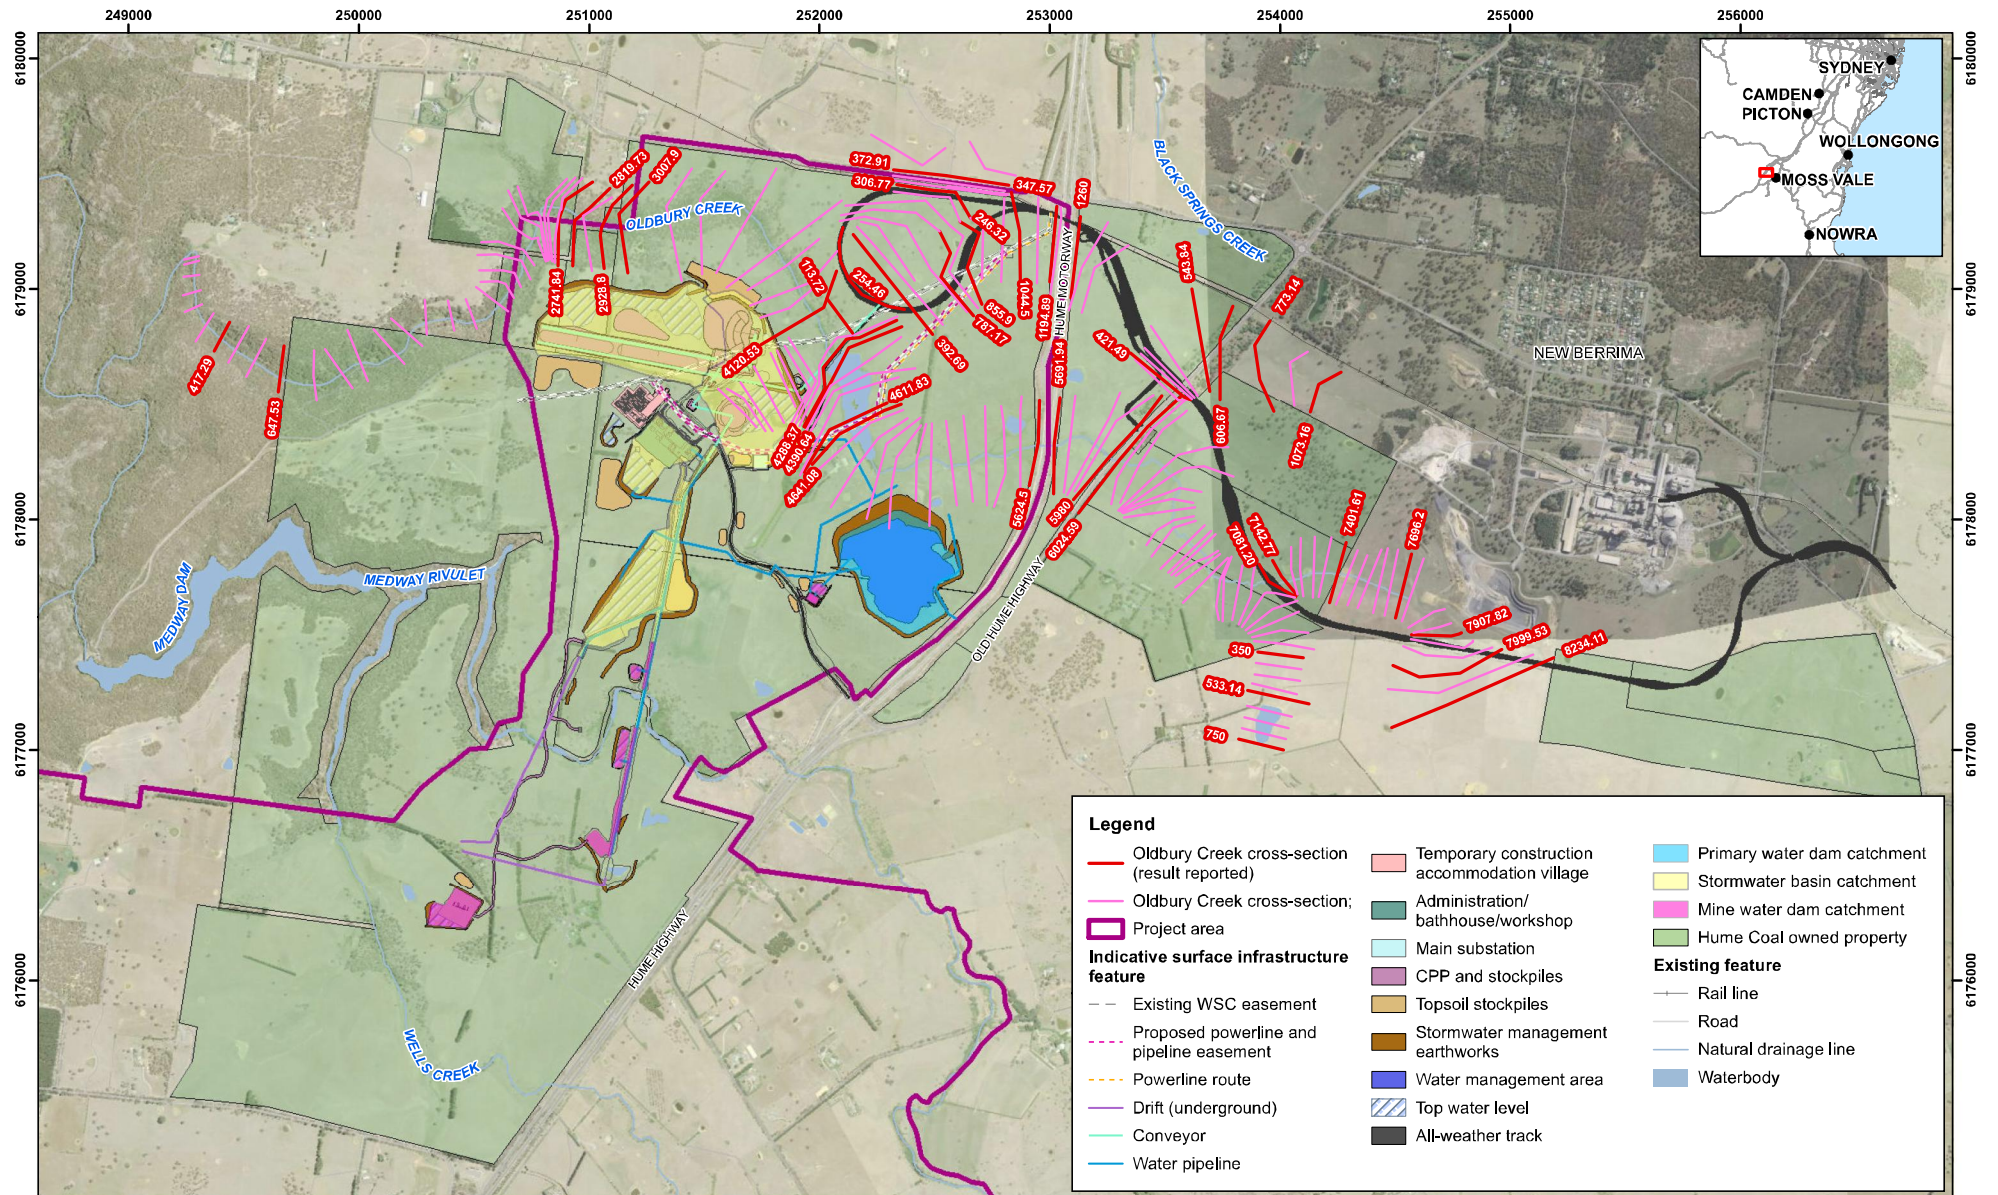 249000
250000
251000
252000
253000
254000
255000
256000
6180000
6180000
6179000
6179000
6178000
6178000
6177000
6177000
6176000
6176000
SYDNEY
CAMDEN
PICTON
WOLLONGONG
MOSS VALE
NOWRA
BLACK SPRINGS CREEK
OLDBURY CREEK
HUME MOTORWAY
NEW BERRIMA
MEDWAY DAM
MEDWAY RIVULET
OLD HUME HIGHWAY
HUME HIGHWAY
WELLS CREEK
2819.73
3007.9
372.91
306.77
347.57
1260
246.32
543.84
773.14
2741.84
2928.8
113.72
254.46
1044.5
855.9
787.17
1194.89
392.69
421.49
5691.94
4120.53
4611.83
606.67
1073.16
417.29
647.53
4288.37
4390.64
4641.08
5624.5
5980
6024.59
7081.20
7142.77
7401.61
7696.2
7907.82
7999.53
8234.11
350
533.14
750
Legend
Oldbury Creek cross-section
(result reported)
Oldbury Creek cross-section;
Project area
Indicative surface infrastructure
feature
Existing WSC easement
Proposed powerline and
pipeline easement
Powerline route
Drift (underground)
Conveyor
Water pipeline
Temporary construction
accommodation village
Administration/
bathhouse/workshop
Main substation
CPP and stockpiles
Topsoil stockpiles
Stormwater management
earthworks
Water management area
Top water level
All-weather track
Primary water dam catchment
Stormwater basin catchment
Mine water dam catchment
Hume Coal owned property
Existing feature
Rail line
Road
Natural drainage line
Waterbody